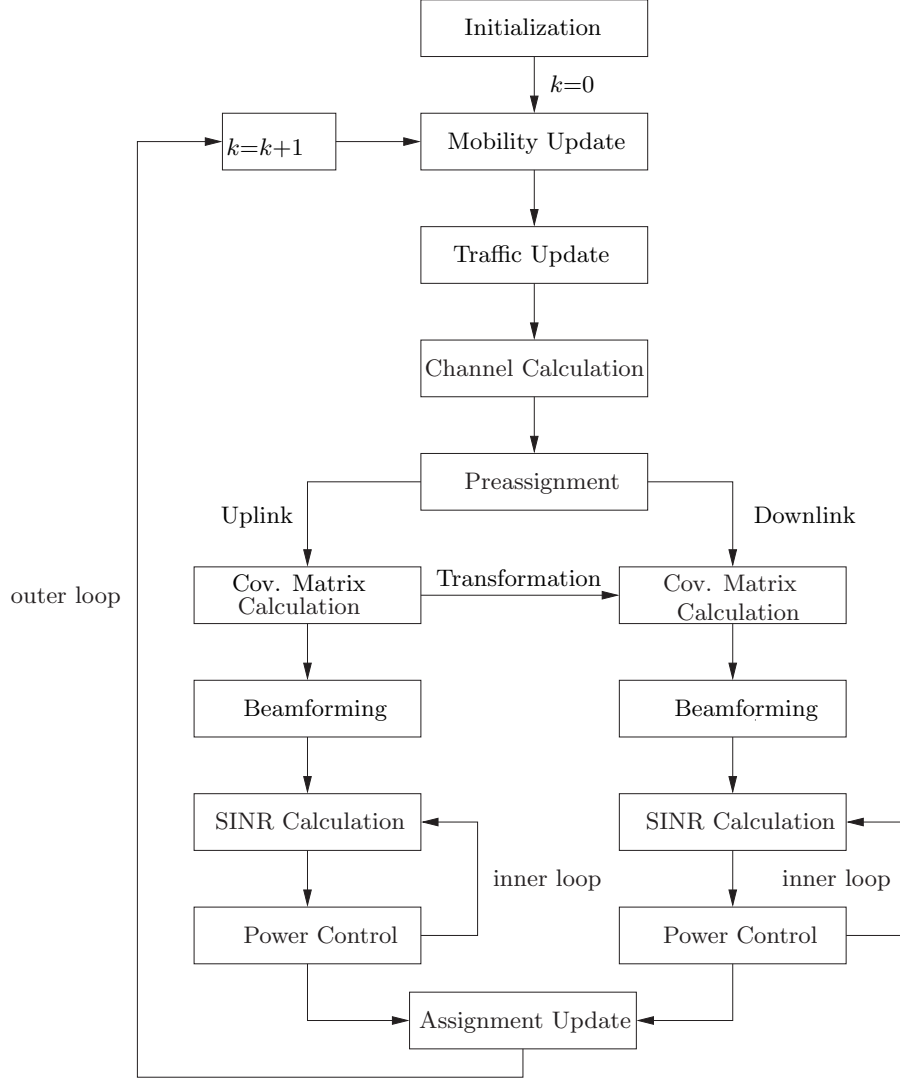 Initialization
k=0
k=k+1
Mobility Update
Traffic Update
Channel Calculation
Preassignment
Uplink
Downlink
outer loop
Cov. Matrix
Calculation
Transformation
Cov. Matrix
Calculation
Beamforming
Beamforming
SINR Calculation
SINR Calculation
inner loop
inner loop
Power Control
Power Control
Assignment Update